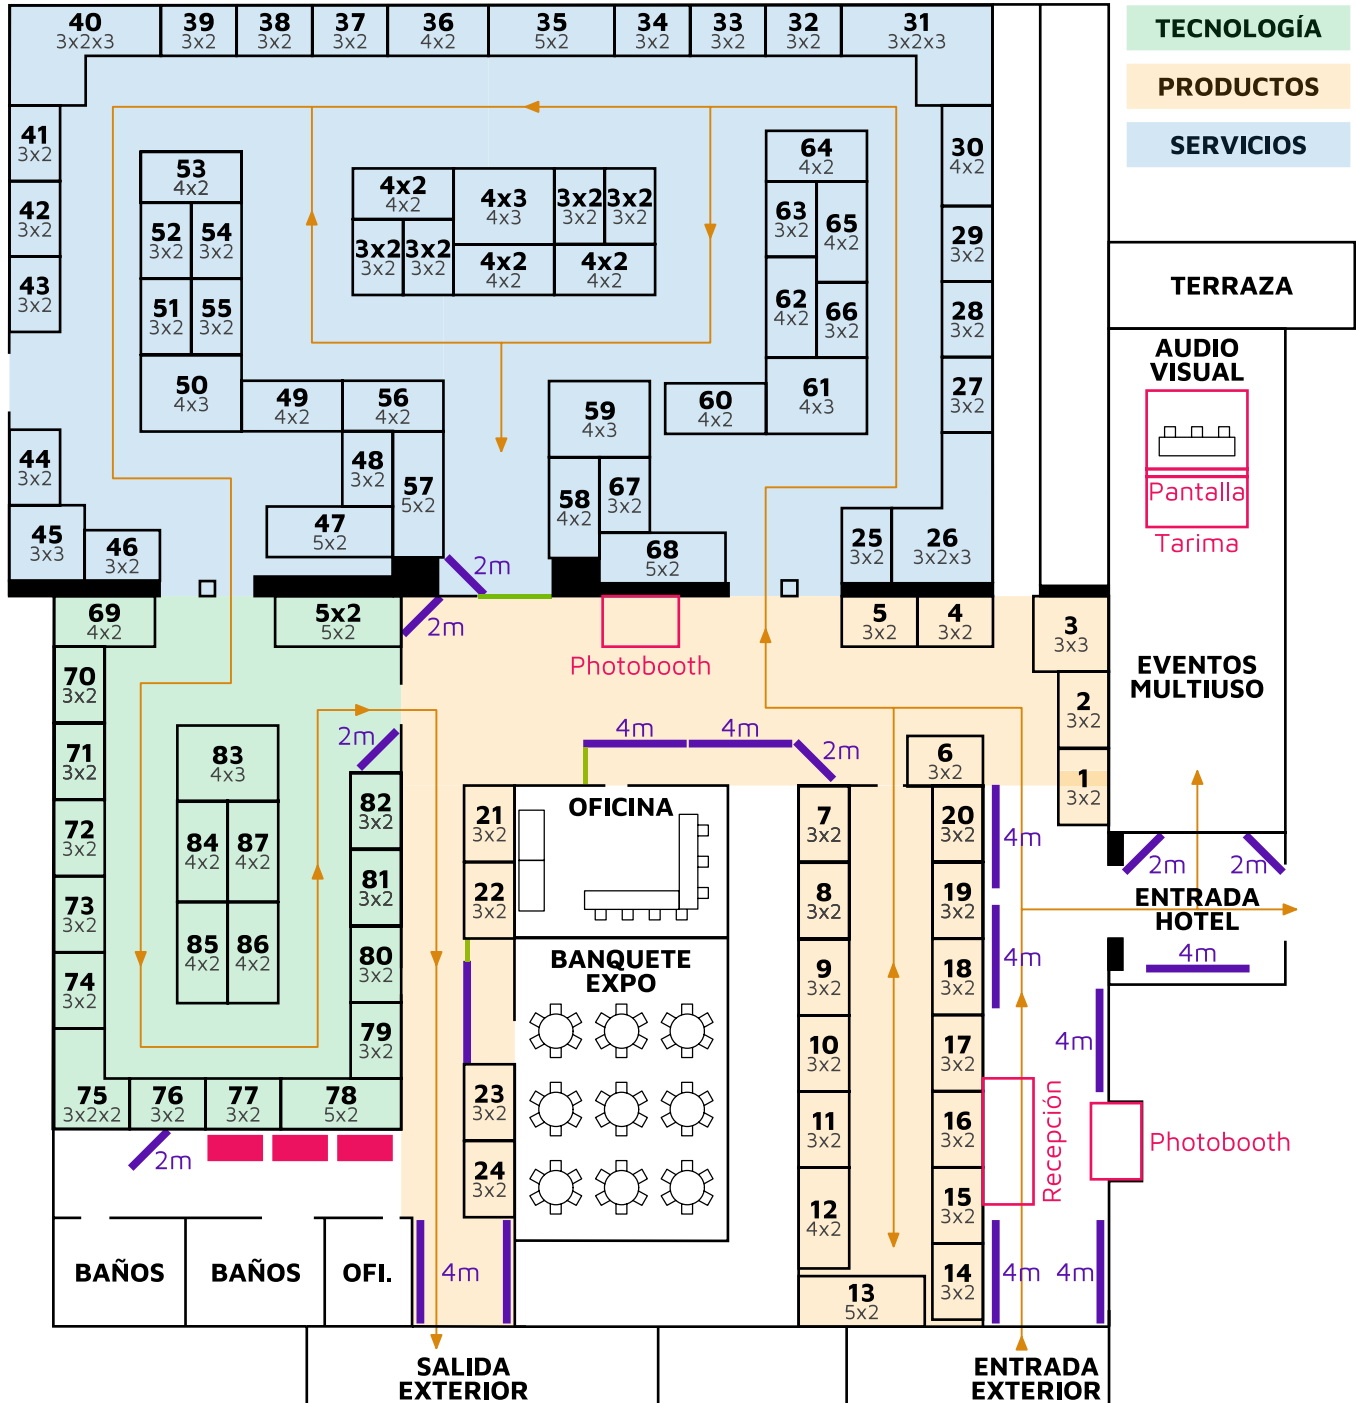 40
3x2x3
39
3x2
38
3x2
37
3x2
36
4x2
35
5x2
34
3x2
33
3x2
32
3x2
31
3x2x3
TECNOLOGÍA
PRODUCTOS
SERVICIOS
41
3x2
42
3x2
43
3x2
53
4x2
52
3x2
54
3x2
51
3x2
55
3x2
50
4x3
49
4x2
56
4x2
48
3x2
57
5x2
47
5x2
44
3x2
45
3x3
46
3x2
4x2
4x2
4x3
4x3
3x2
3x2
3x2
3x2
3x2
3x2
3x2
3x2
4x2
4x2
4x2
4x2
64
4x2
63
3x2
65
4x2
62
4x2
66
3x2
61
4x3
60
4x2
59
4x3
58
4x2
67
3x2
68
5x2
30
4x2
29
3x2
28
3x2
27
3x2
25
3x2
26
3x2x3
2m
2m
TERRAZA
AUDIO
VISUAL
Pantalla
Tarima
EVENTOS
MULTIUSO
69
4x2
5x2
5x2
70
3x2
71
3x2
72
3x2
73
3x2
74
3x2
75
3x2x2
76
3x2
77
3x2
78
5x2
79
3x2
80
3x2
81
3x2
82
3x2
83
4x3
84
4x2
87
4x2
85
4x2
86
4x2
2m
2m
Photobooth
4m
4m
2m
5
3x2
4
3x2
3
3x3
2
3x2
1
3x2
6
3x2
7
3x2
8
3x2
9
3x2
10
3x2
11
3x2
12
4x2
13
5x2
20
3x2
19
3x2
18
3x2
17
3x2
16
3x2
15
3x2
14
3x2
21
3x2
22
3x2
23
3x2
24
3x2
OFICINA
BANQUETE
EXPO
4m
4m
2m
2m
ENTRADA
HOTEL
4m
4m
Recepción
Photobooth
4m
4m
4m
BAÑOS
BAÑOS
OFI.
SALIDA
EXTERIOR
ENTRADA
EXTERIOR